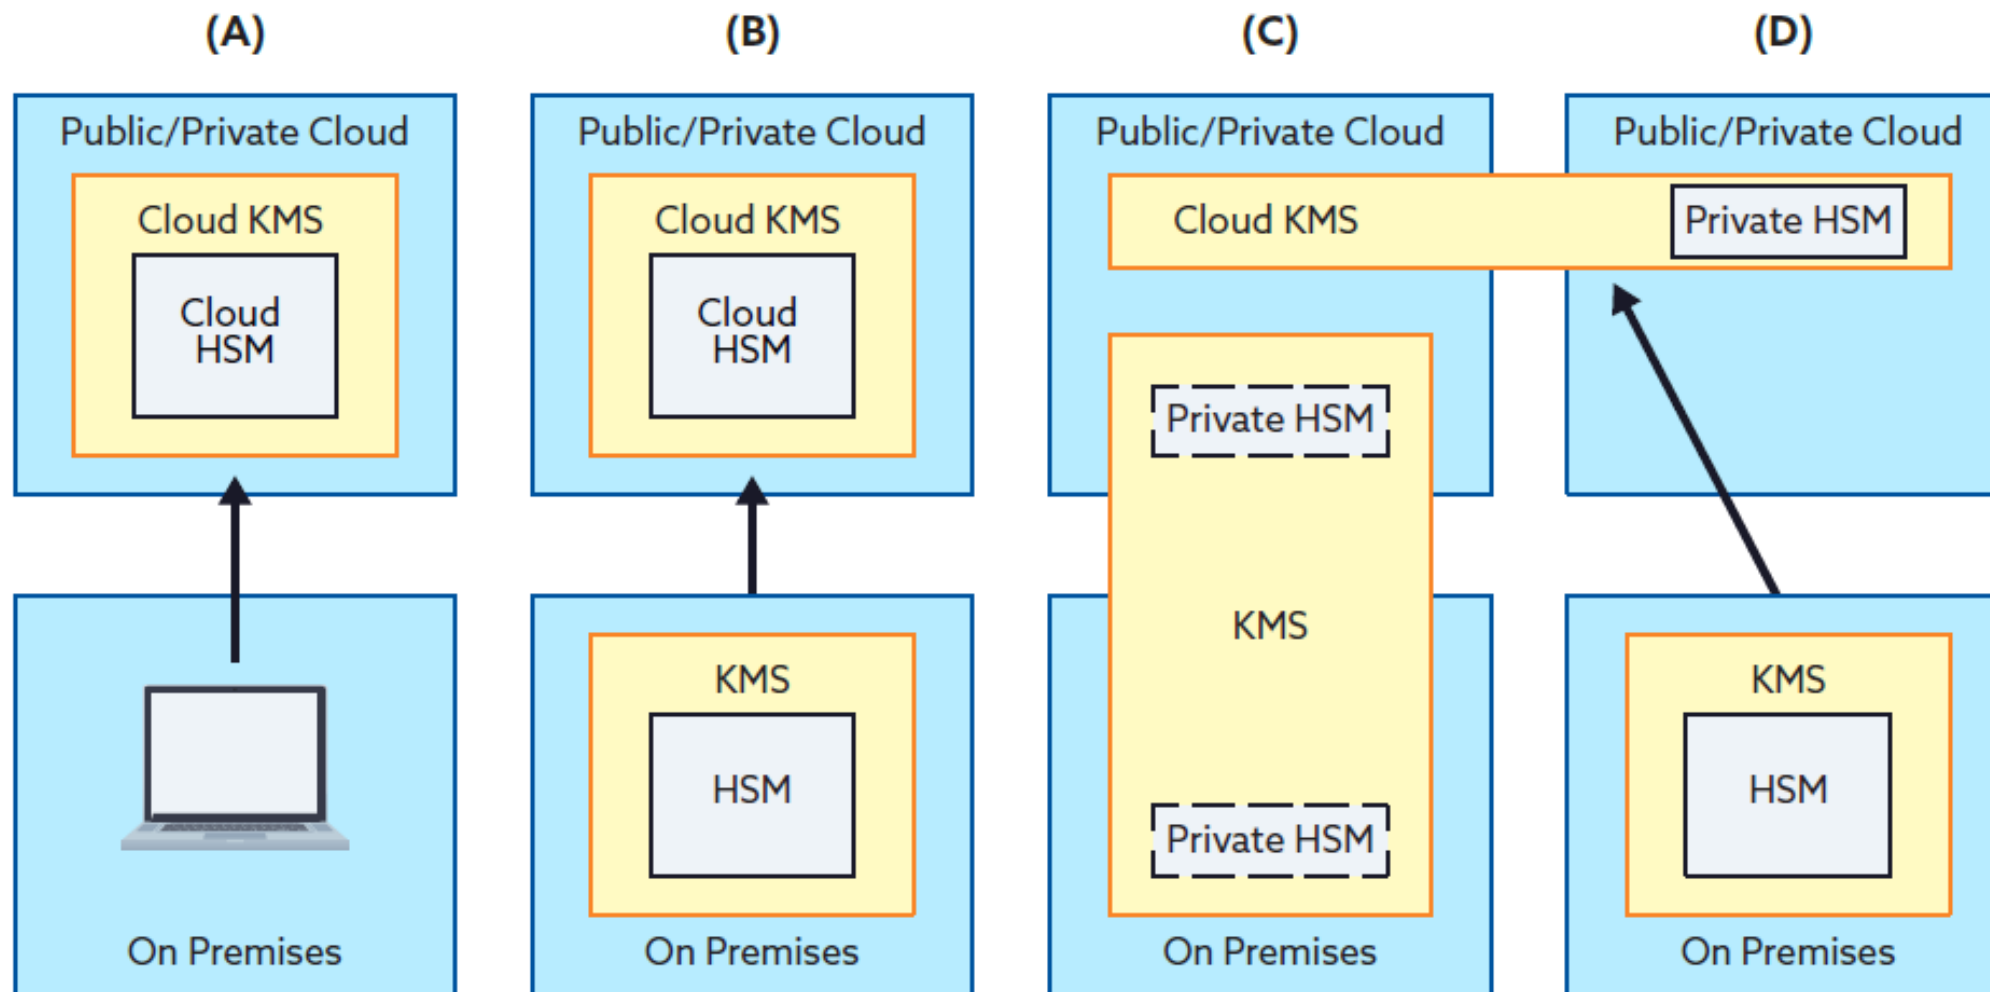 (A)
(B)
(C)
(D)
Public/Private Cloud
Cloud KMS
Cloud
HSM
On Premises
Public/Private Cloud
Cloud KMS
Cloud
HSM
KMS
HSM
On Premises
Public/Private Cloud
Cloud KMS
Private HSM
KMS
Private HSM
On Premises
Public/Private Cloud
Private HSM
KMS
HSM
On Premises